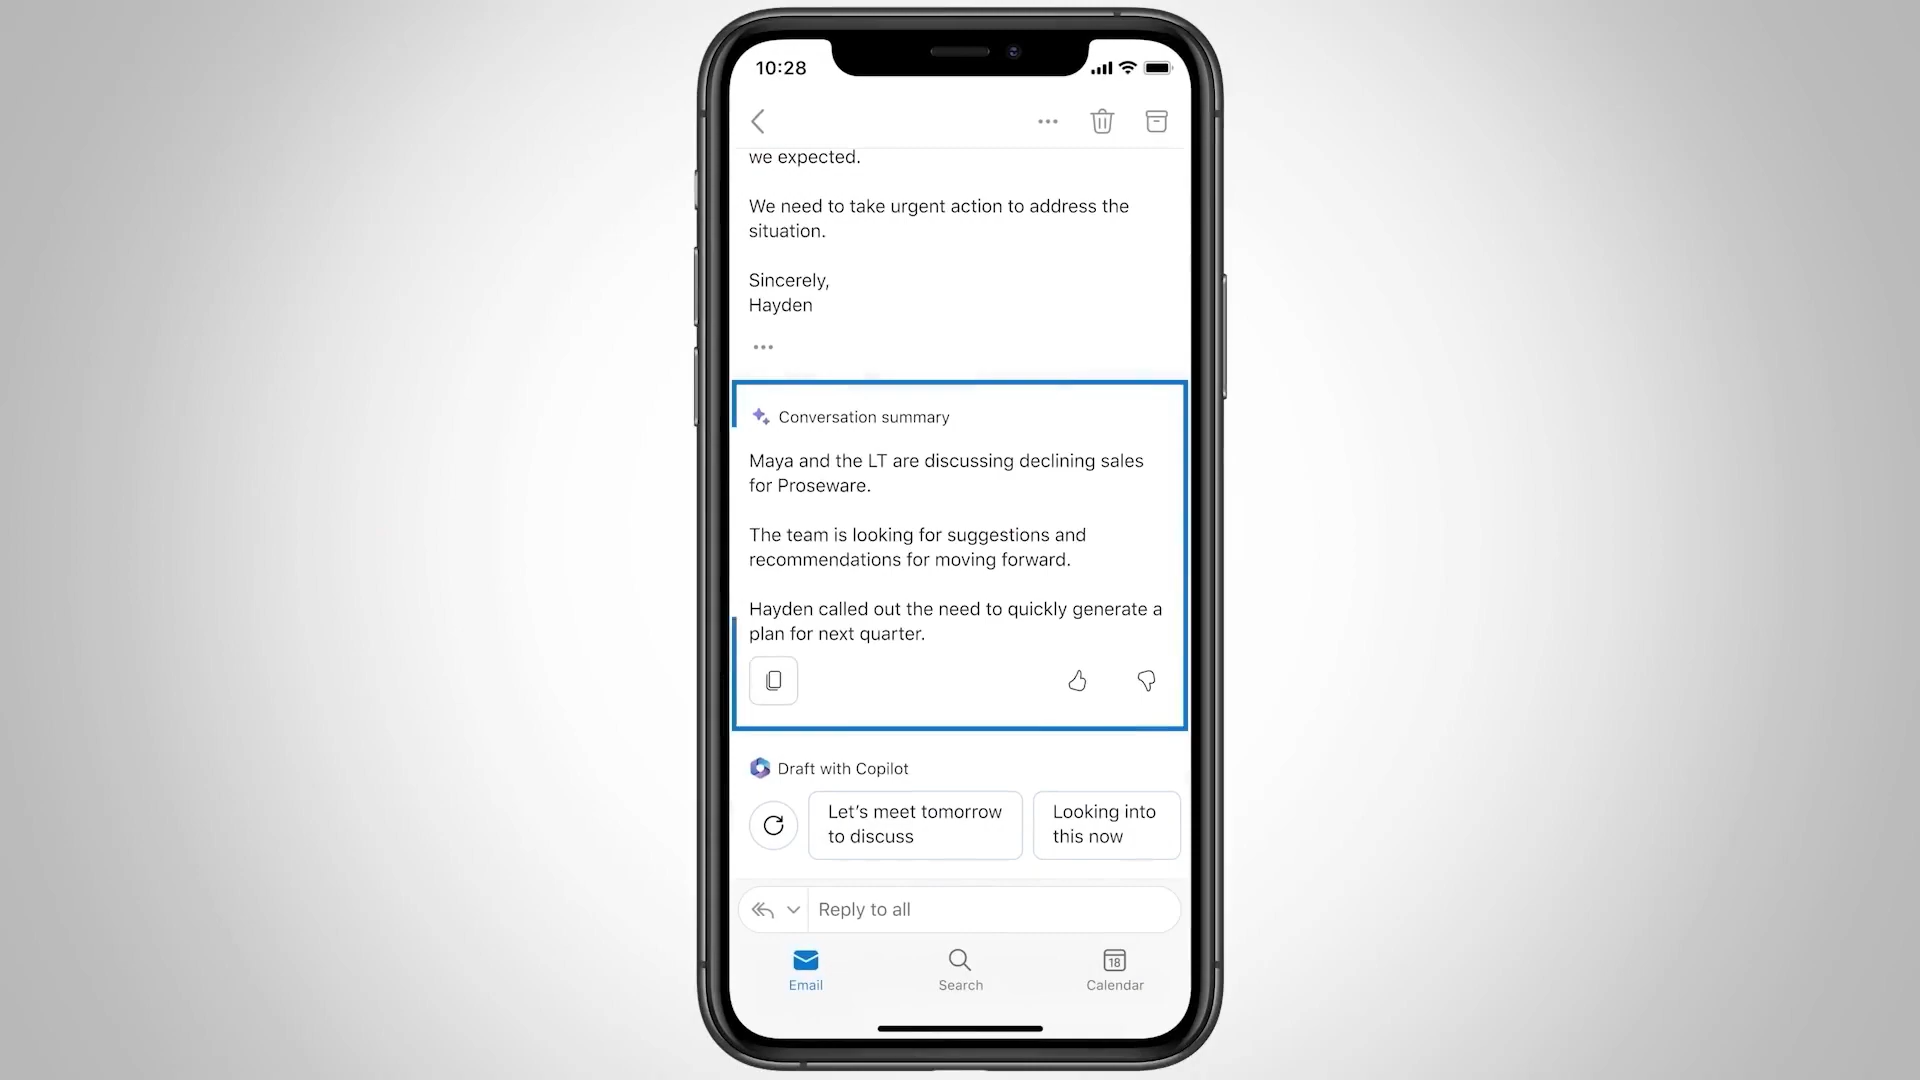 10:28
we expected.
We need to take urgent action to address the
situation.
Sincerely,
Hayden
Conversation summary
Maya and the LT are discussing declining sales
for Proseware.
The team is looking for suggestions and
recommendations for moving forward.
Hayden called out the need to quickly generate a
plan for next quarter.
Draft with Copilot
Let’s meet tomorrow
to discuss
Looking into
this now
Reply to all
18
Email
Search
Calendar